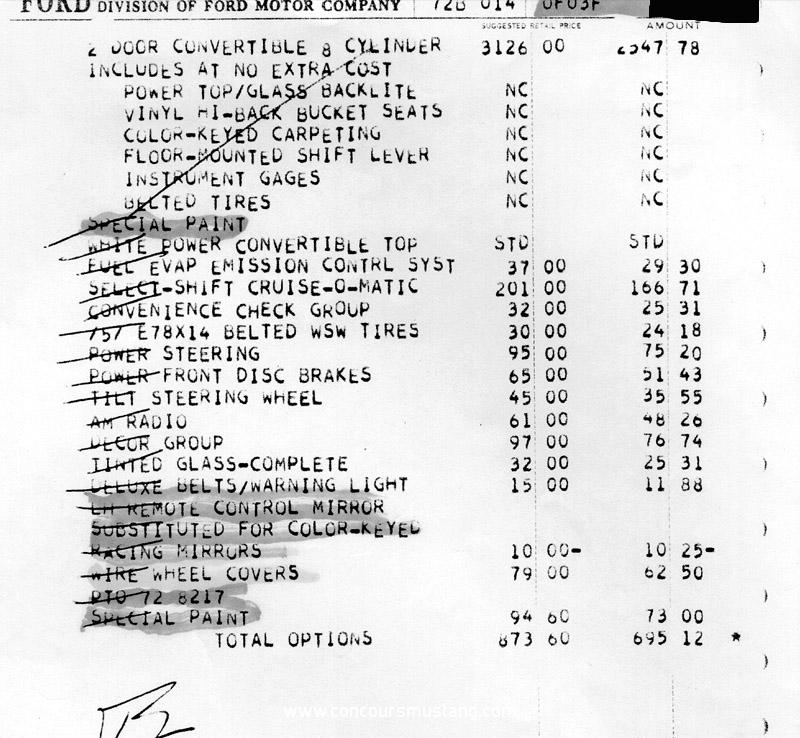 FORD DIVISION OF FORD MOTOR COMPANY 72B 014 0F03F
SUGGESTED RETAIL PRICE AMOUNT
2 DOOR CONVERTIBLE 8 CYLINDER 3126 00 2547 78
INCLUDES AT NO EXTRA COST
POWER TOP/GLASS BACKLITE NC NC
VINYL HI-BACK BUCKET SEATS NC NC
COLOR-KEYED CARPETING NC NC
FLOOR-MOUNTED SHIFT LEVER NC NC
INSTRUMENT GAGES NC NC
BELTED TIRES NC NC
SPECIAL PAINT
WHITE POWER CONVERTIBLE TOP STD STD
FUEL EVAP EMISSION CONTRL SYST 37 00 29 30
SELECT-SHIFT CRUISE-O-MATIC 201 00 166 71
CONVENIENCE CHECK GROUP 32 00 25 31
/5/ E78X14 BELTED WSW TIRES 30 00 24 18
POWER STEERING 95 00 75 20
POWER FRONT DISC BRAKES 65 00 51 43
TILT STEERING WHEEL 45 00 35 55
AM RADIO 61 00 48 26
DECOR GROUP 97 00 76 74
TINTED GLASS-COMPLETE 32 00 25 31
DELUXE BELTS/WARNING LIGHT 15 00 11 88
LH REMOTE CONTROL MIRROR
SUBSTITUTED FOR COLOR-KEYED
RACING MIRRORS 10 00- 10 25-
WIRE WHEEL COVERS 79 00 62 50
PTO 72 8217
SPECIAL PAINT 94 60 73 00
TOTAL OPTIONS 873 60 695 12 *
www.concoursmustang.com